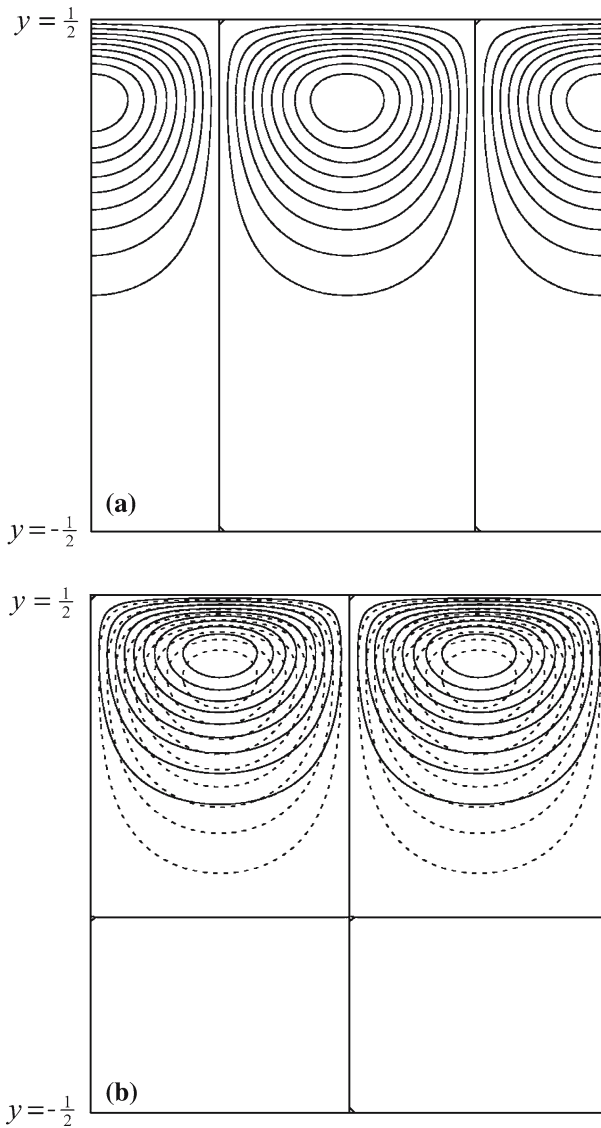 y = 1/2
(a)
y = -1/2
y = 1/2
(b)
y = -1/2